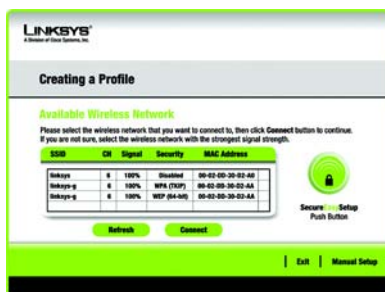 LINKSYS®
A Division of Cisco Systems, Inc.
Creating a Profile
Available Wireless Network
Please select the wireless network that you want to connect to, then click Connect button to continue.
If you are not sure, select the wireless network with the strongest signal strength.
SSID CH Signal Security MAC Address
linksys 6 100% Disabled 00-02-DD-30-D2-A0
linksys-g 6 100% WPA (TKIP) 00-02-DD-30-D2-AA
linksys-g 6 100% WEP (64-bit) 00-02-DD-30-D2-AA
SecureEasySetup
Push Button
Refresh Connect
Exit Manual Setup